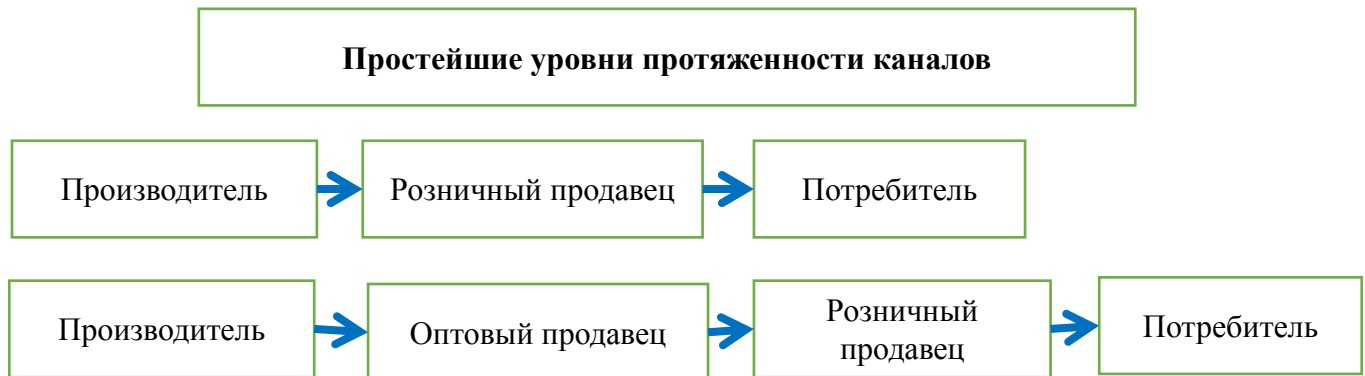 Простейшие уровни протяженности каналов
Производитель
Розничный продавец
Потребитель
Производитель
Оптовый продавец
Розничный
продавец
Потребитель